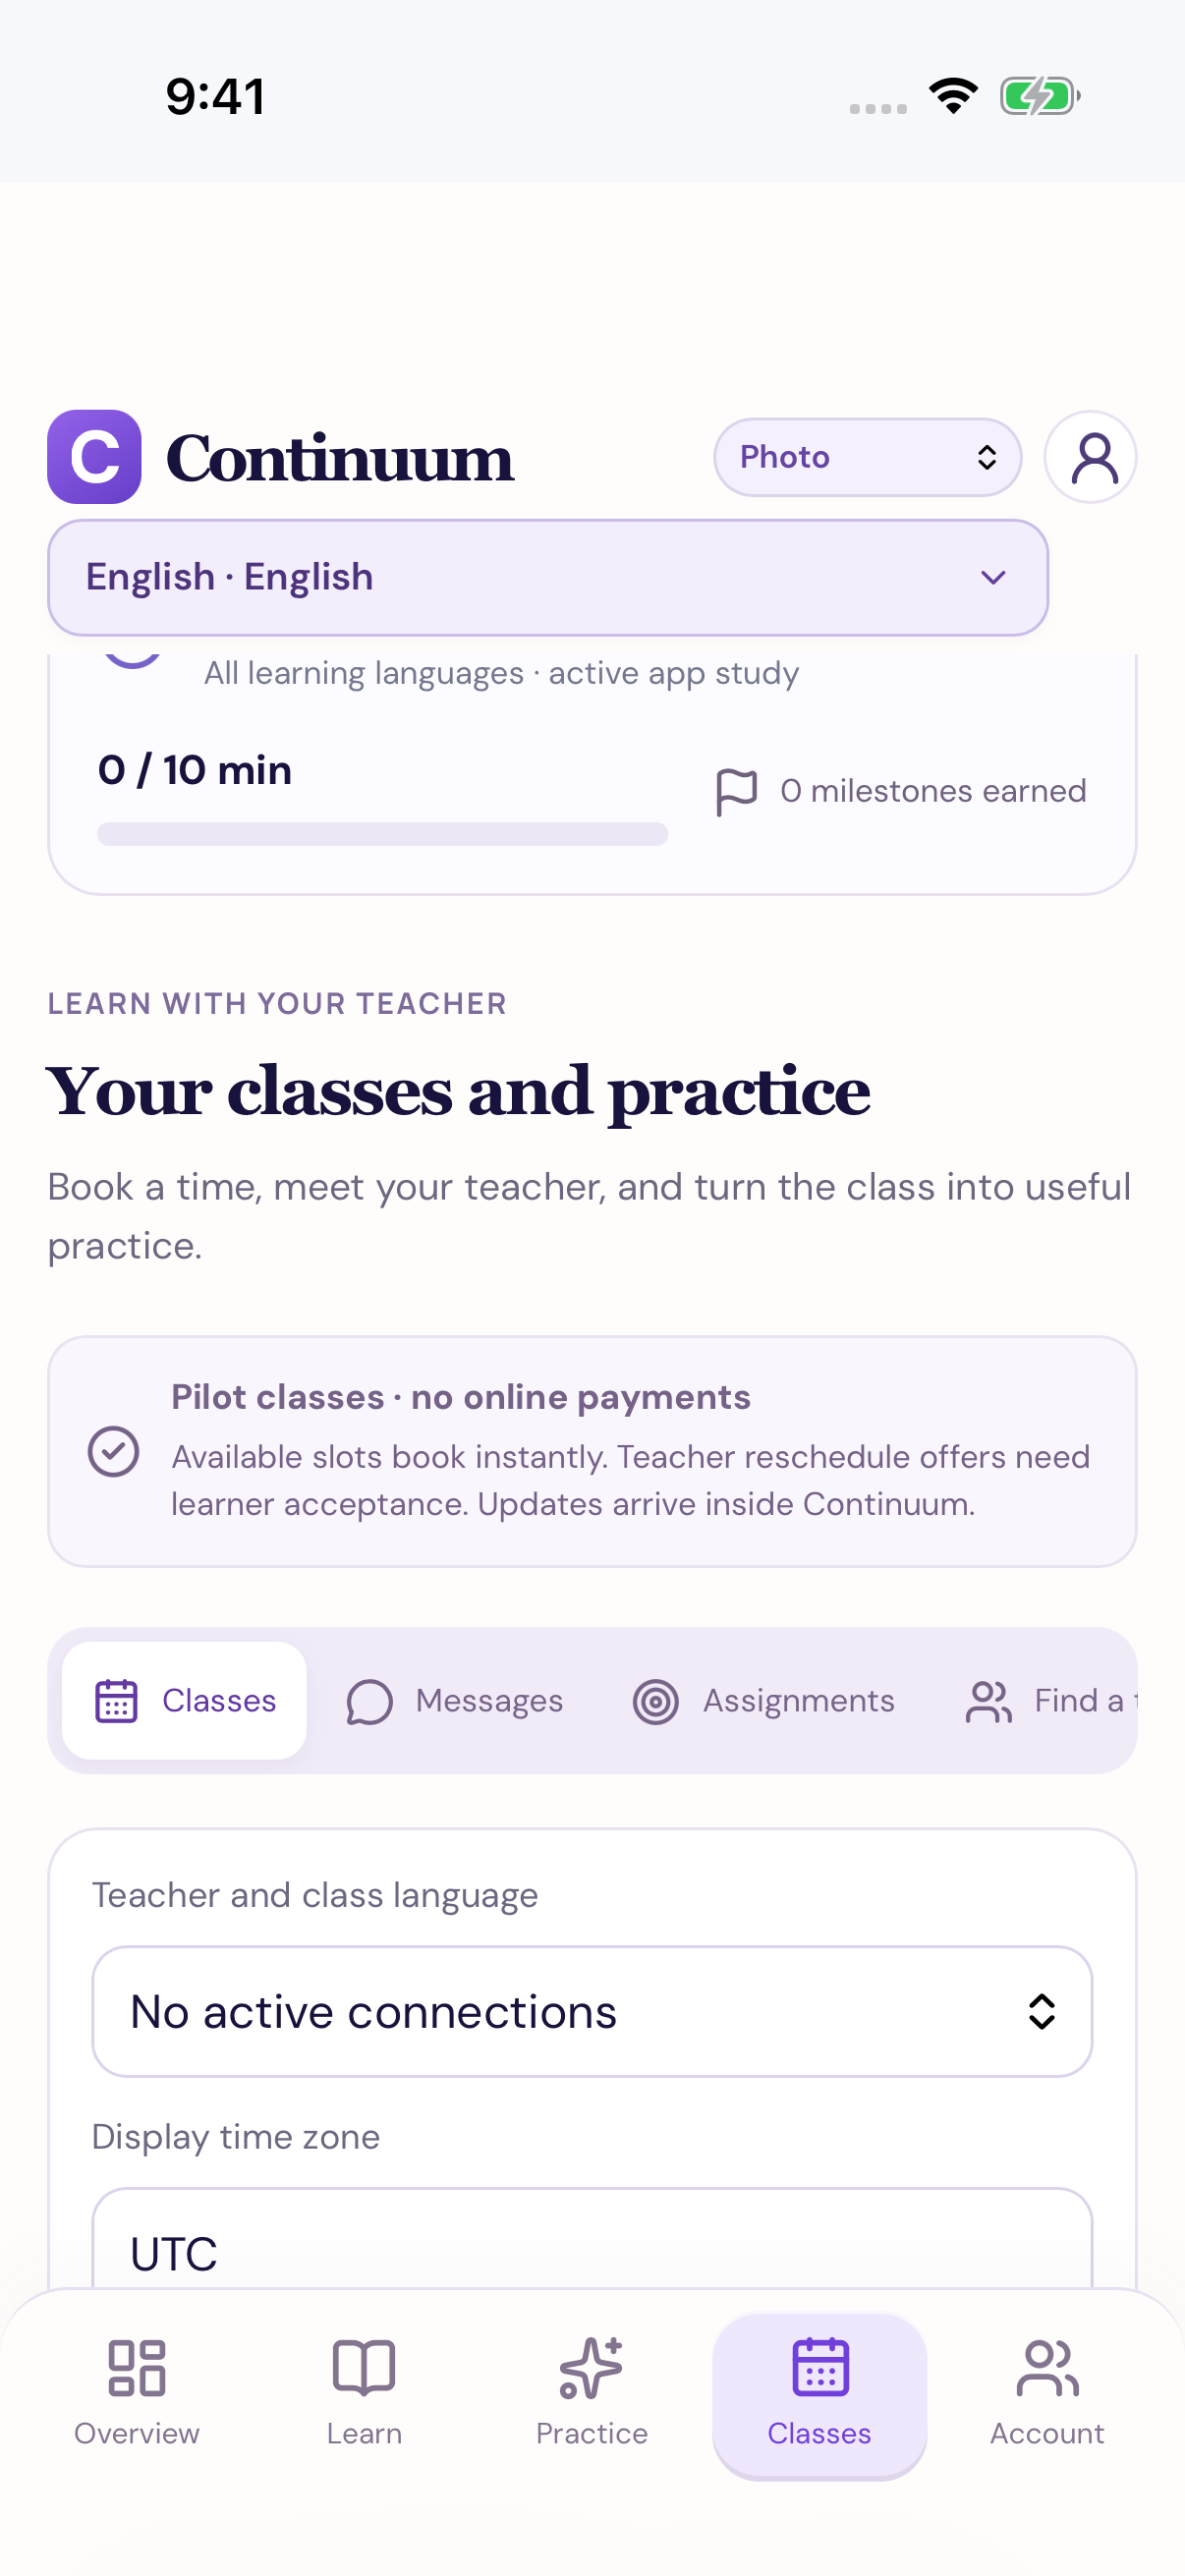 9:41
C Continuum
Photo
English · English
All learning languages · active app study
0 / 10 min
0 milestones earned
LEARN WITH YOUR TEACHER
Your classes and practice
Book a time, meet your teacher, and turn the class into useful
practice.
Pilot classes · no online payments
Available slots book instantly. Teacher reschedule offers need
learner acceptance. Updates arrive inside Continuum.
Classes Messages Assignments Find a
Teacher and class language
No active connections
Display time zone
UTC
Overview Learn Practice Classes Account